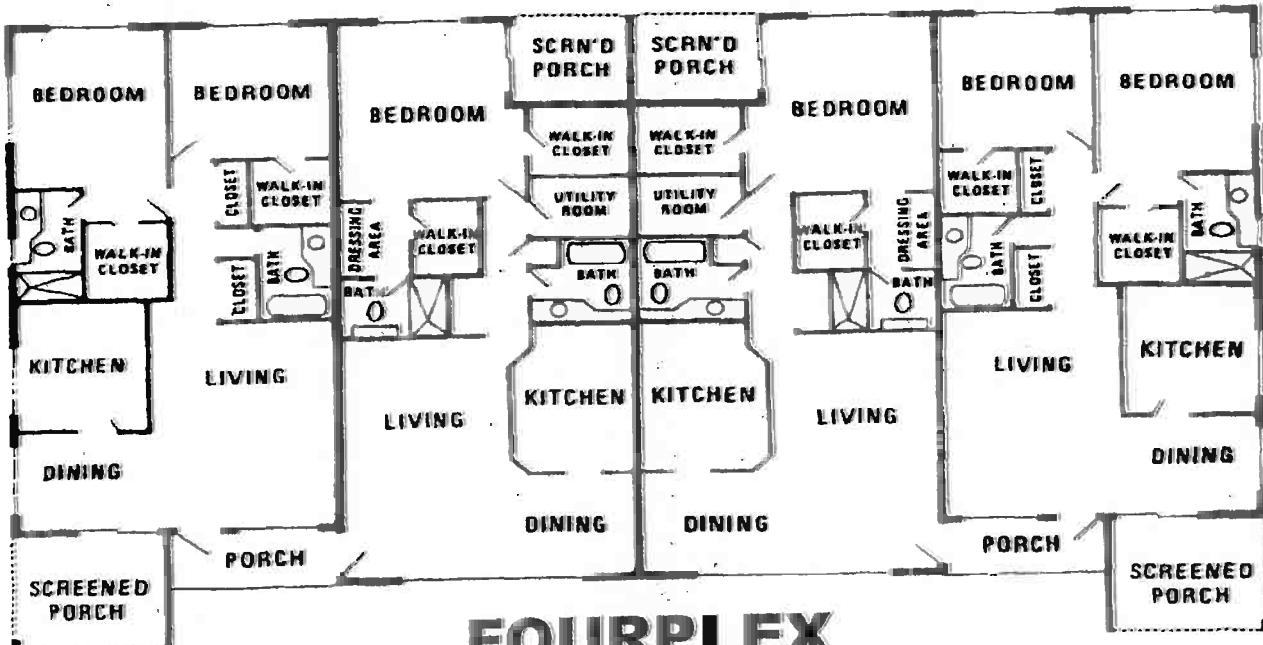 SCRN'D
PORCH
SCRN'D
PORCH
BEDROOM
BEDROOM
BEDROOM
BEDROOM
BEDROOM
BEDROOM
WALK-IN
CLOSET
WALK-IN
CLOSET
CLOSET
WALK-IN
CLOSET
UTILITY
ROOM
UTILITY
ROOM
WALK-IN
CLOSET
CLOSET
BATH
WALK-IN
CLOSET
DRESSING
AREA
WALK-IN
CLOSET
WALK-IN
CLOSET
DRESSING
AREA
WALK-IN
CLOSET
BATH
CLOSET
BATH
BATH
BATH
BATH
BATH
BATH
CLOSET
KITCHEN
LIVING
LIVING
KITCHEN
KITCHEN
LIVING
LIVING
KITCHEN
DINING
DINING
DINING
DINING
PORCH
PORCH
SCREENED
PORCH
SCREENED
PORCH
FOURPLEX